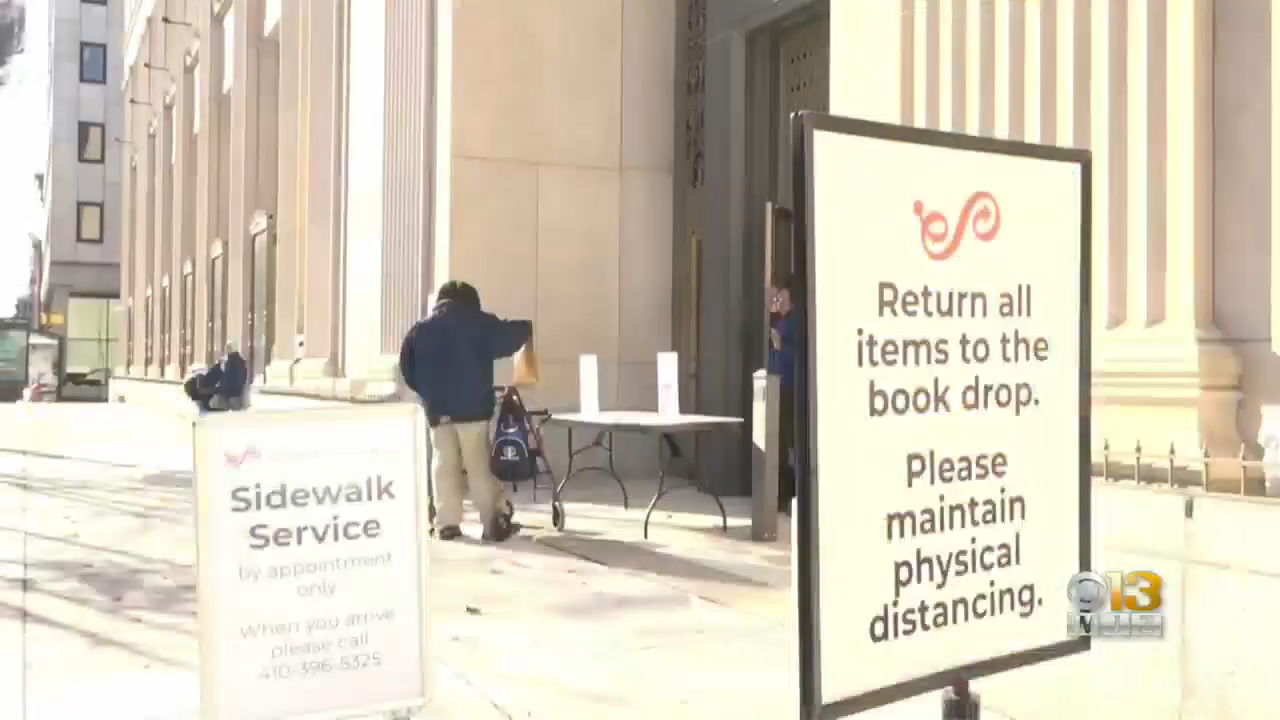 Return all
items to the
book drop.
Please
maintain
physical
distancing.
Sidewalk
Service
by appointment
only
When you arrive
please call
410-396-5325
13
WJZ